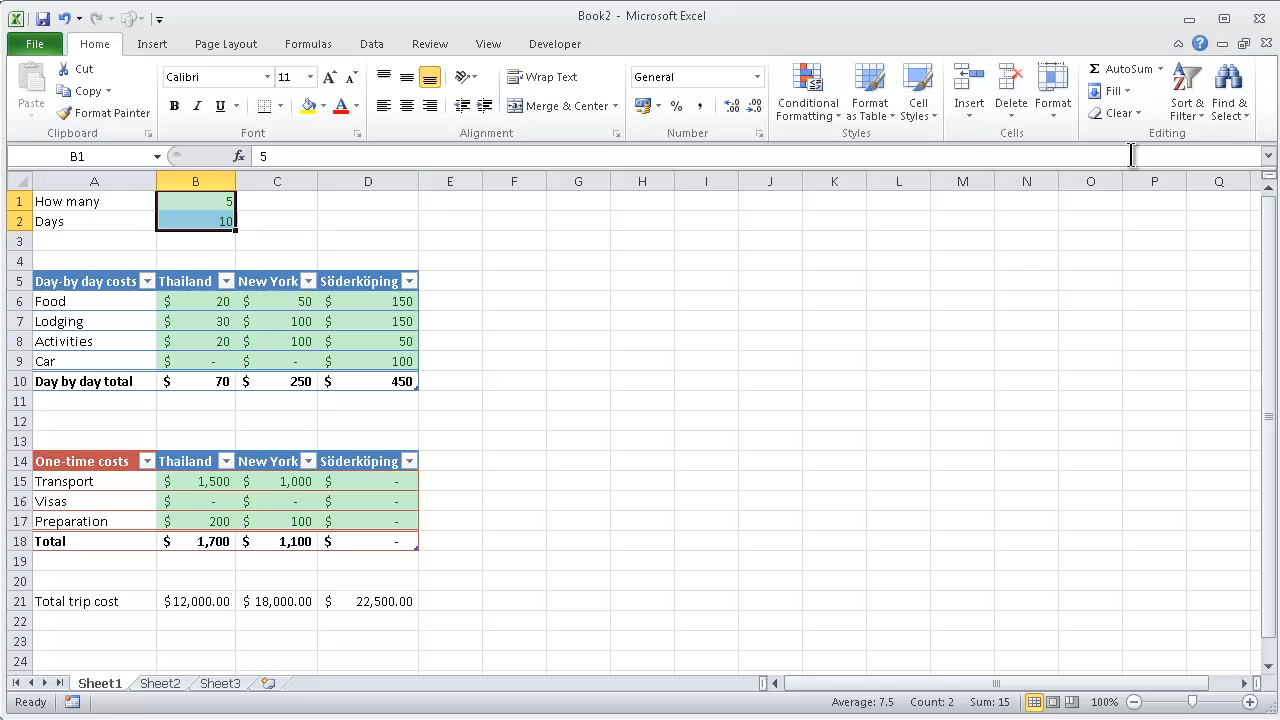 Book2 - Microsoft Excel
File Home Insert Page Layout Formulas Data Review View Developer
Cut
Copy
Format Painter
Paste
Clipboard
Calibri 11
B I U
Font
Wrap Text
Merge & Center
Alignment
General
$ % ,
Number
Conditional Formatting
Format as Table
Cell Styles
Styles
Insert Delete Format
Cells
AutoSum
Fill
Clear
Sort & Filter
Find & Select
Editing
B1 fx 5
A B C D E F G H I J K L M N O P Q
1 How many 5
2 Days 10
3
4
5 Day-by day costs Thailand New York Söderköping
6 Food $ 20 $ 50 $ 150
7 Lodging $ 30 $ 100 $ 150
8 Activities $ 20 $ 100 $ 50
9 Car $ - $ - $ 100
10 Day by day total $ 70 $ 250 $ 450
11
12
13
14 One-time costs Thailand New York Söderköping
15 Transport $ 1,500 $ 1,000 $ -
16 Visas $ - $ - $ -
17 Preparation $ 200 $ 100 $ -
18 Total $ 1,700 $ 1,100 $ -
19
20
21 Total trip cost $12,000.00 $ 18,000.00 $ 22,500.00
22
23
24
Sheet1 Sheet2 Sheet3
Ready Average: 7.5 Count: 2 Sum: 15 100%